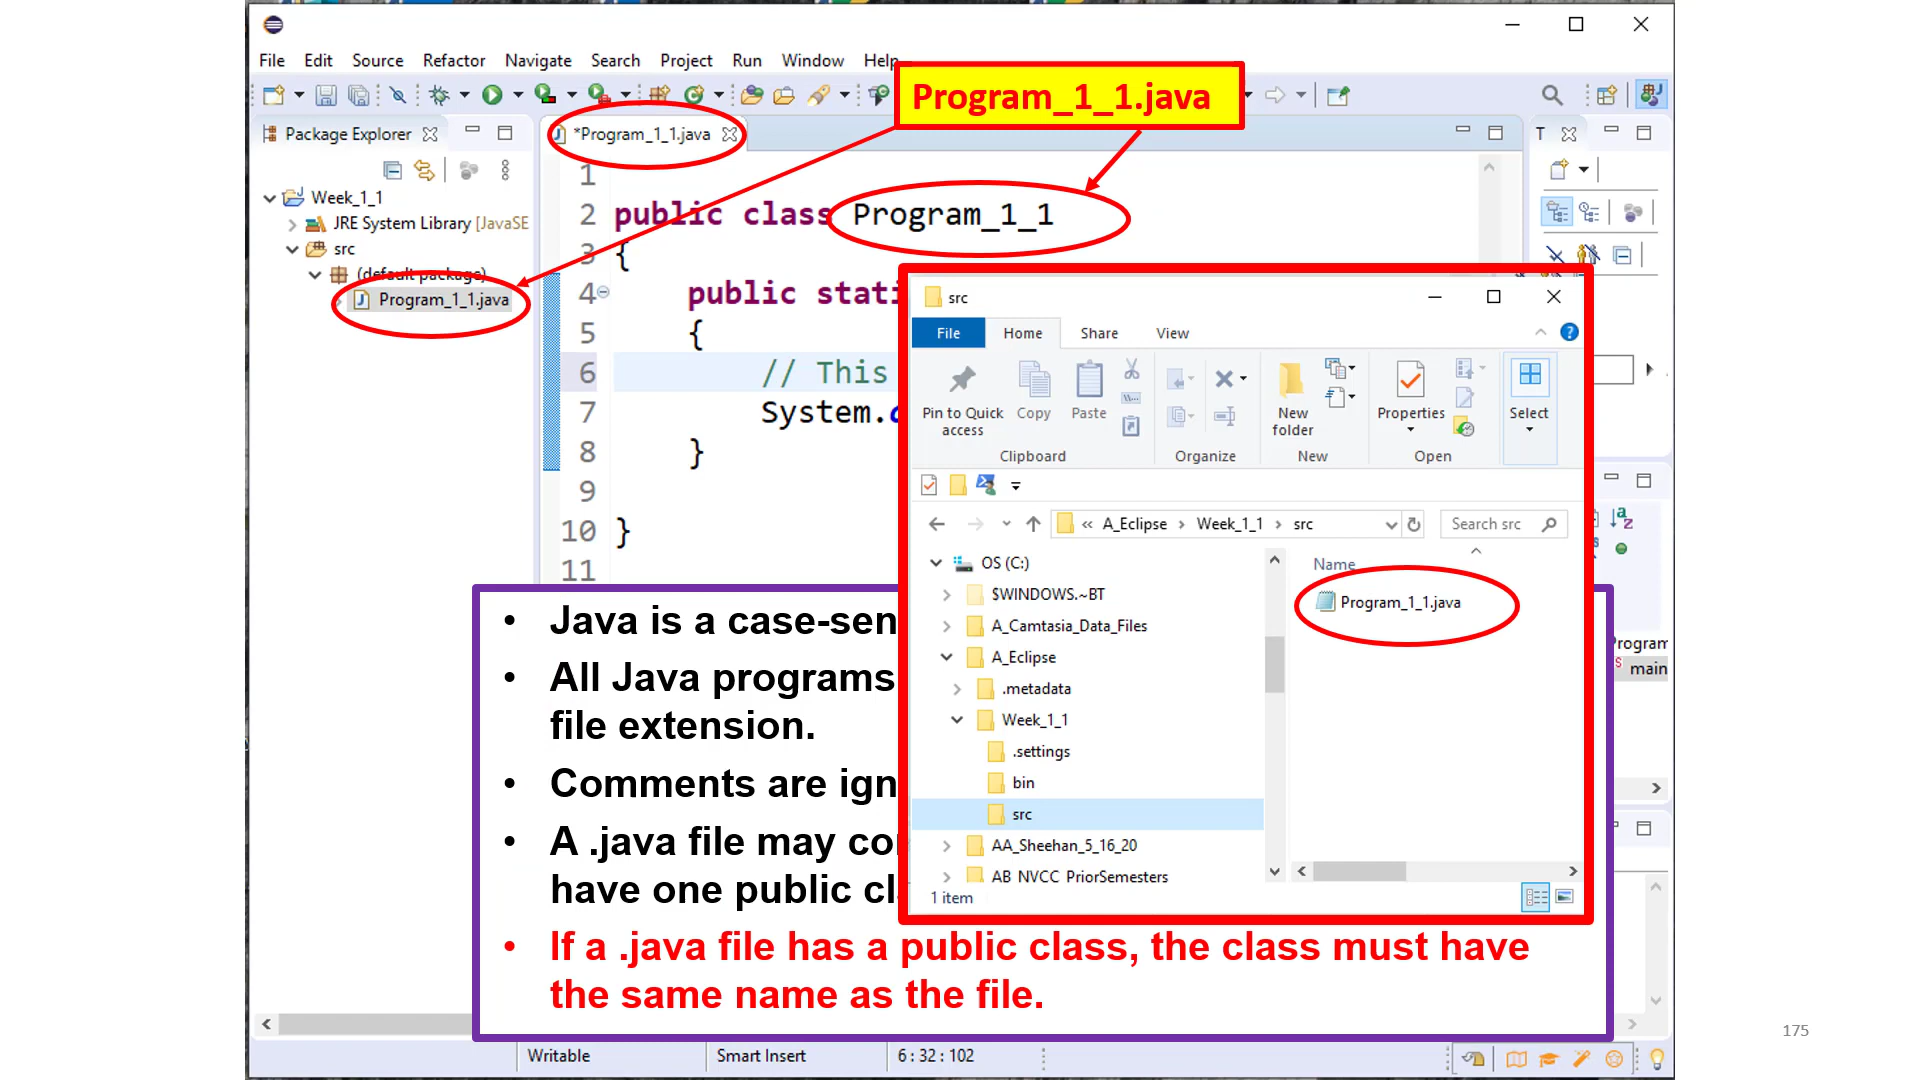 File Edit Source Refactor Navigate Search Project Run Window Help
Program_1_1.java
Package Explorer
*Program_1_1.java
T
Week_1_1
JRE System Library [JavaSE
src
(default package)
Program_1_1.java
1
2 public class Program_1_1
3 {
4 public stati
5 {
6 // This
7 System.
8 }
9
10 }
11
src
File Home Share View
Pin to Quick access
Copy
Paste
New folder
Properties
Select
Clipboard Organize New Open
« A_Eclipse > Week_1_1 > src
Search src
OS (C:)
$WINDOWS.~BT
A_Camtasia_Data_Files
A_Eclipse
.metadata
Week_1_1
.settings
bin
src
AA_Sheehan_5_16_20
AB NVCC PriorSemesters
Name
Program_1_1.java
1 item
Program
main
• Java is a case-sen
• All Java programs
file extension.
• Comments are ign
• A .java file may co
have one public cl
• If a .java file has a public class, the class must have
the same name as the file.
Writable Smart Insert 6 : 32 : 102
175